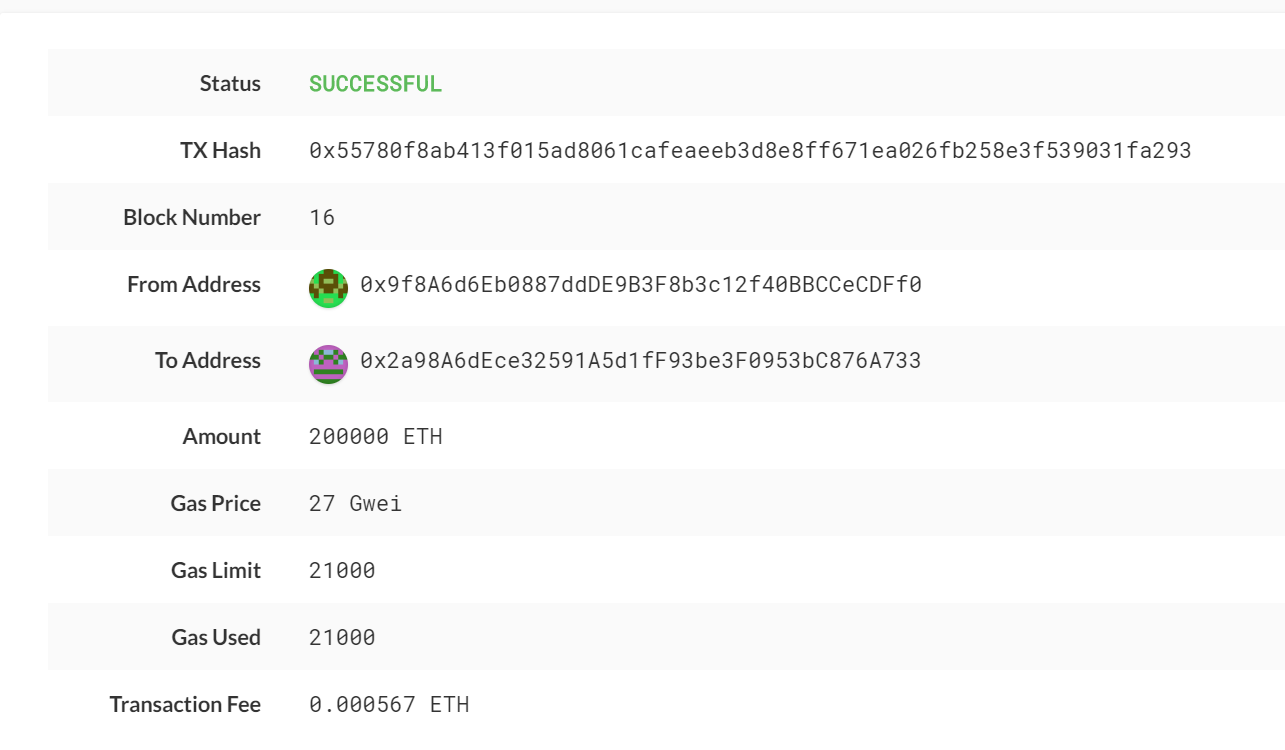 Status SUCCESSFUL
TX Hash 0x55780f8ab413f015ad8061cafeaeeb3d8e8ff671ea026fb258e3f539031fa293
Block Number 16
From Address 0x9f8A6d6Eb0887ddDE9B3F8b3c12f40BBCCeCDFf0
To Address 0x2a98A6dEce32591A5d1fF93be3F0953bC876A733
Amount 200000 ETH
Gas Price 27 Gwei
Gas Limit 21000
Gas Used 21000
Transaction Fee 0.000567 ETH